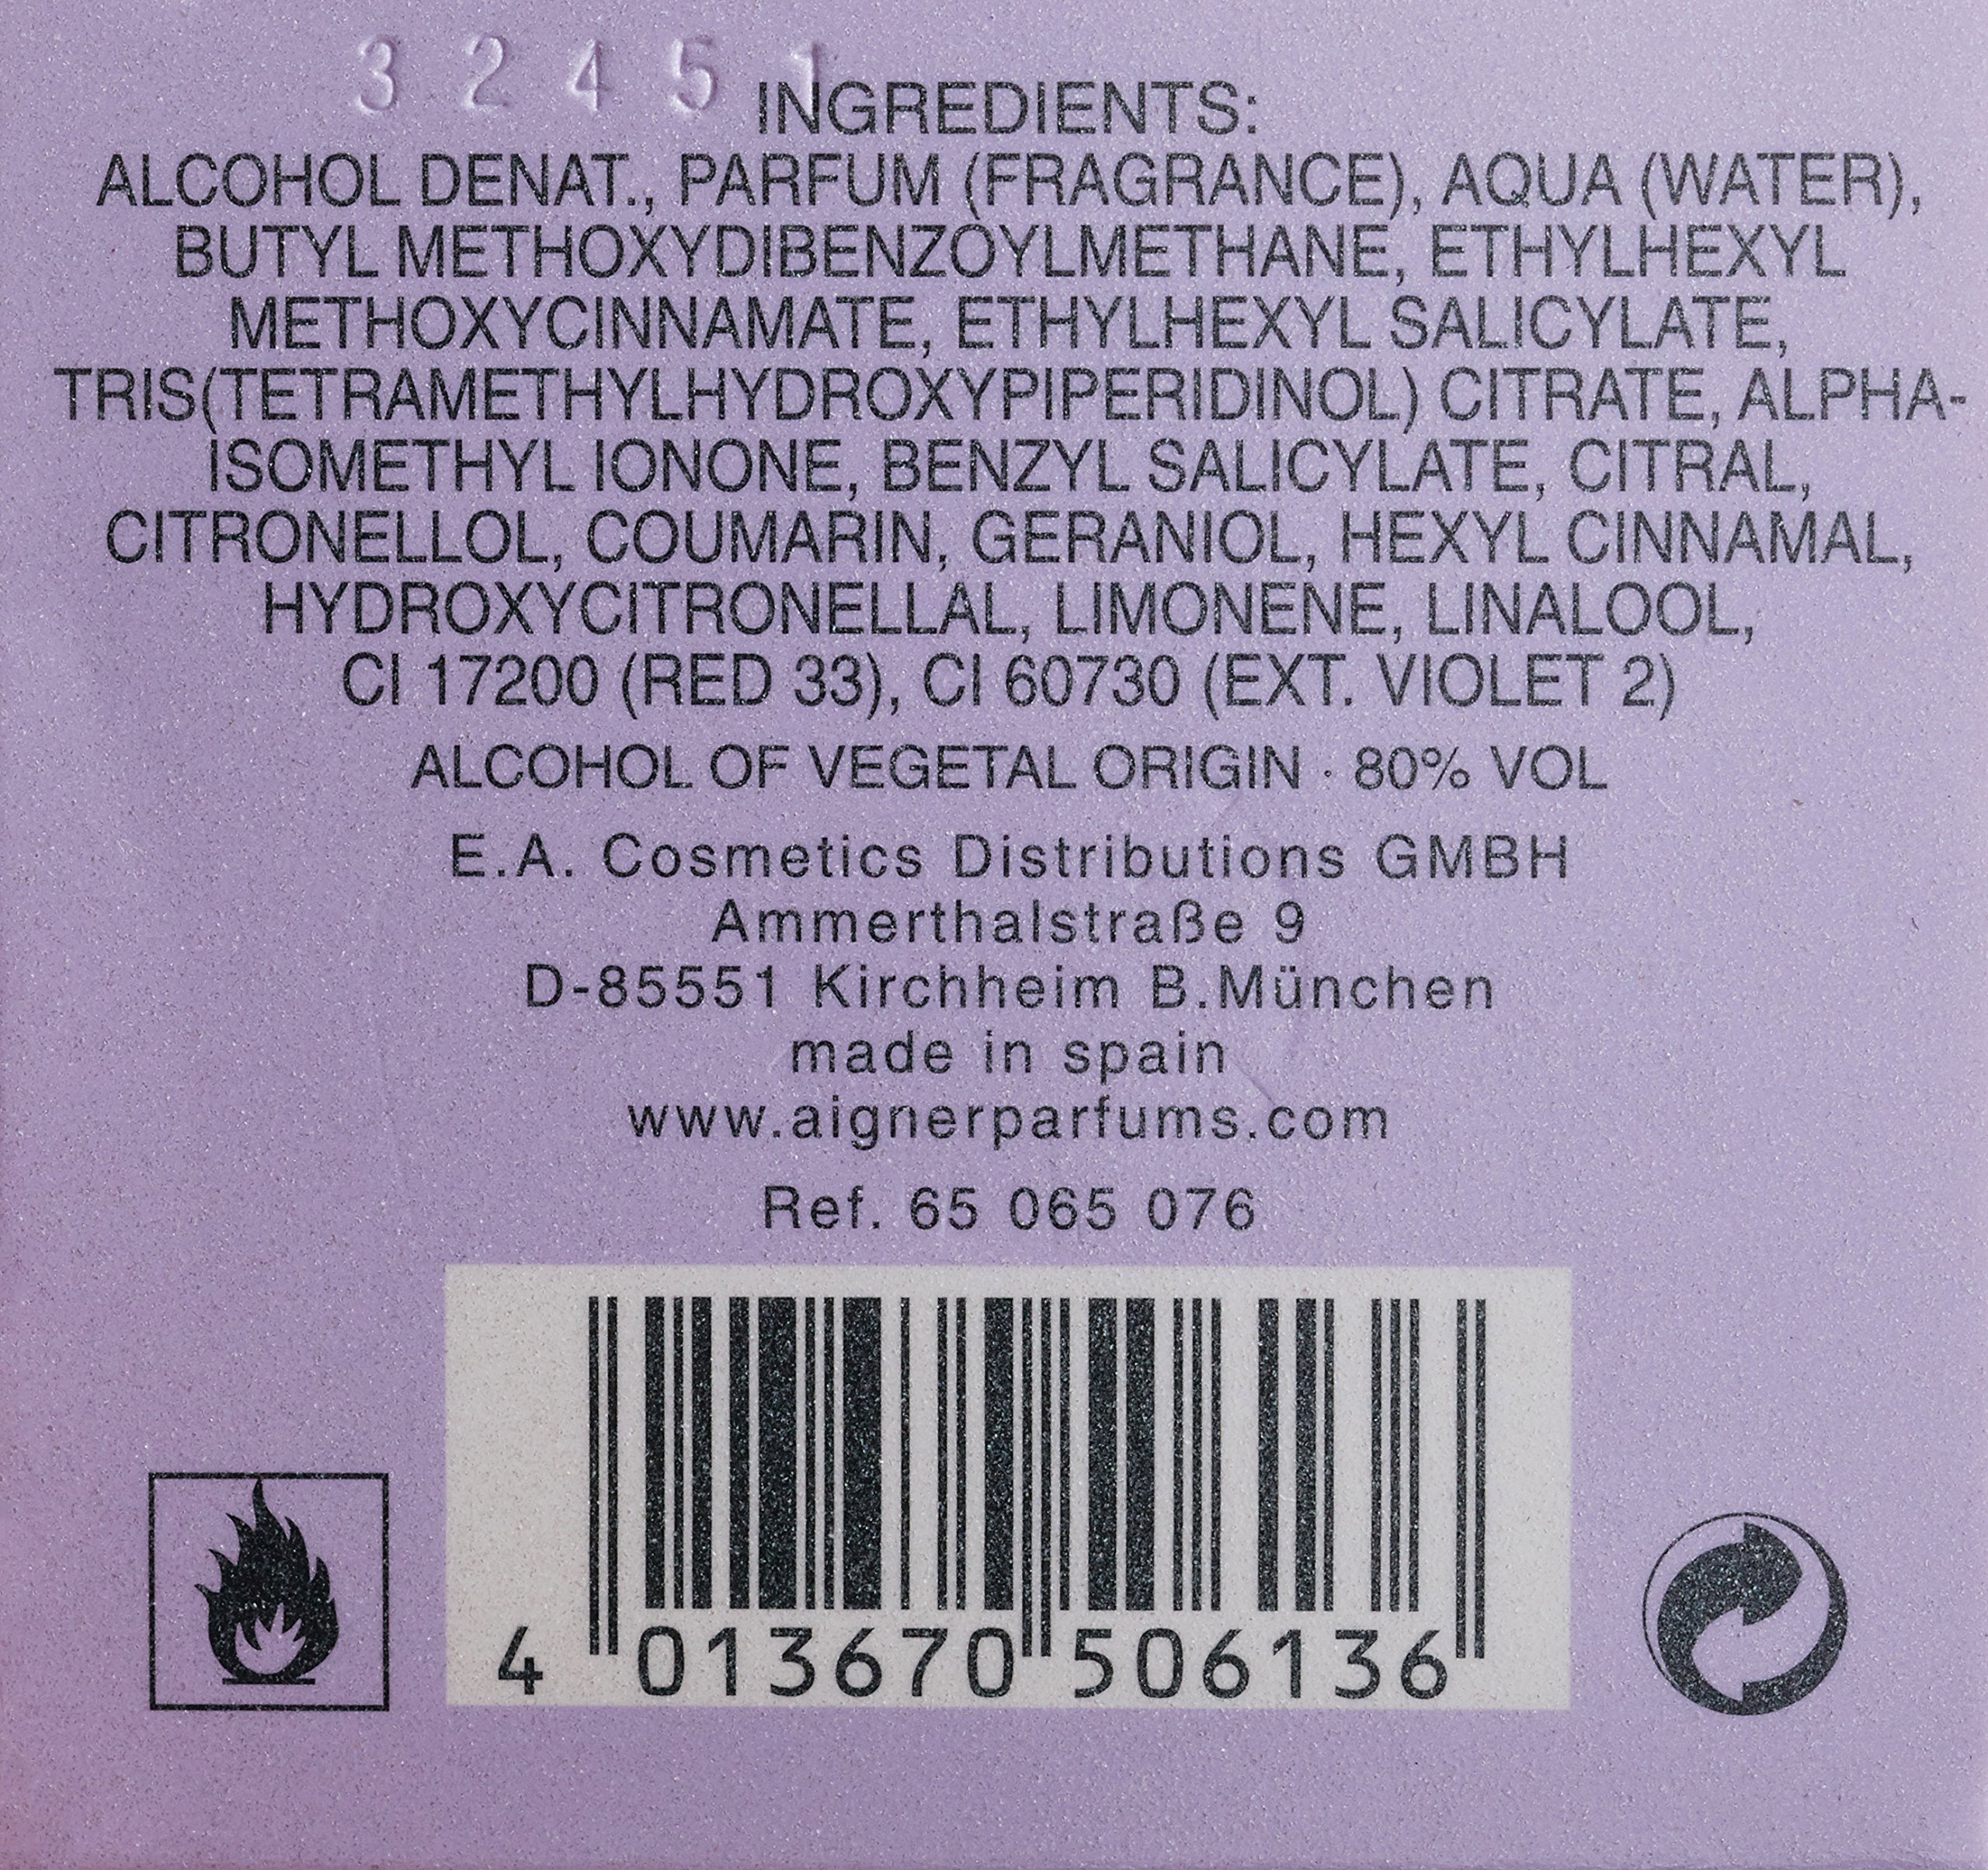 3 2 4 5 1
INGREDIENTS:
ALCOHOL DENAT., PARFUM (FRAGRANCE), AQUA (WATER),
BUTYL METHOXYDIBENZOYLMETHANE, ETHYLHEXYL
METHOXYCINNAMATE, ETHYLHEXYL SALICYLATE,
TRIS(TETRAMETHYLHYDROXYPIPERIDINOL) CITRATE, ALPHA-
ISOMETHYL IONONE, BENZYL SALICYLATE, CITRAL,
CITRONELLOL, COUMARIN, GERANIOL, HEXYL CINNAMAL,
HYDROXYCITRONELLAL, LIMONENE, LINALOOL,
CI 17200 (RED 33), CI 60730 (EXT. VIOLET 2)
ALCOHOL OF VEGETAL ORIGIN · 80% VOL
E.A. Cosmetics Distributions GMBH
Ammerthalstraße 9
D-85551 Kirchheim B.München
made in spain
www.aignerparfums.com
Ref. 65 065 076
4 013670 506136